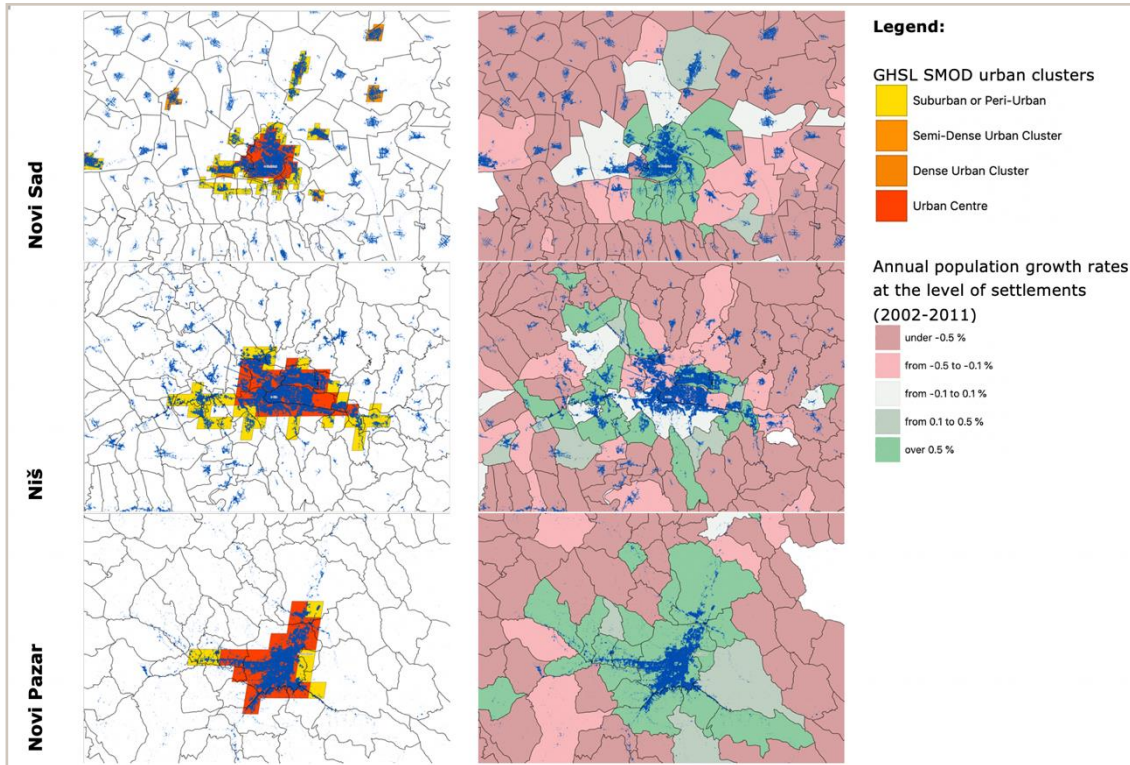 Novi Sad
Niš
Novi Pazar
Legend:
GHSL SMOD urban clusters
Suburban or Peri-Urban
Semi-Dense Urban Cluster
Dense Urban Cluster
Urban Centre
Annual population growth rates
at the level of settlements
(2002-2011)
under -0.5 %
from -0.5 to -0.1 %
from -0.1 to 0.1 %
from 0.1 to 0.5 %
over 0.5 %